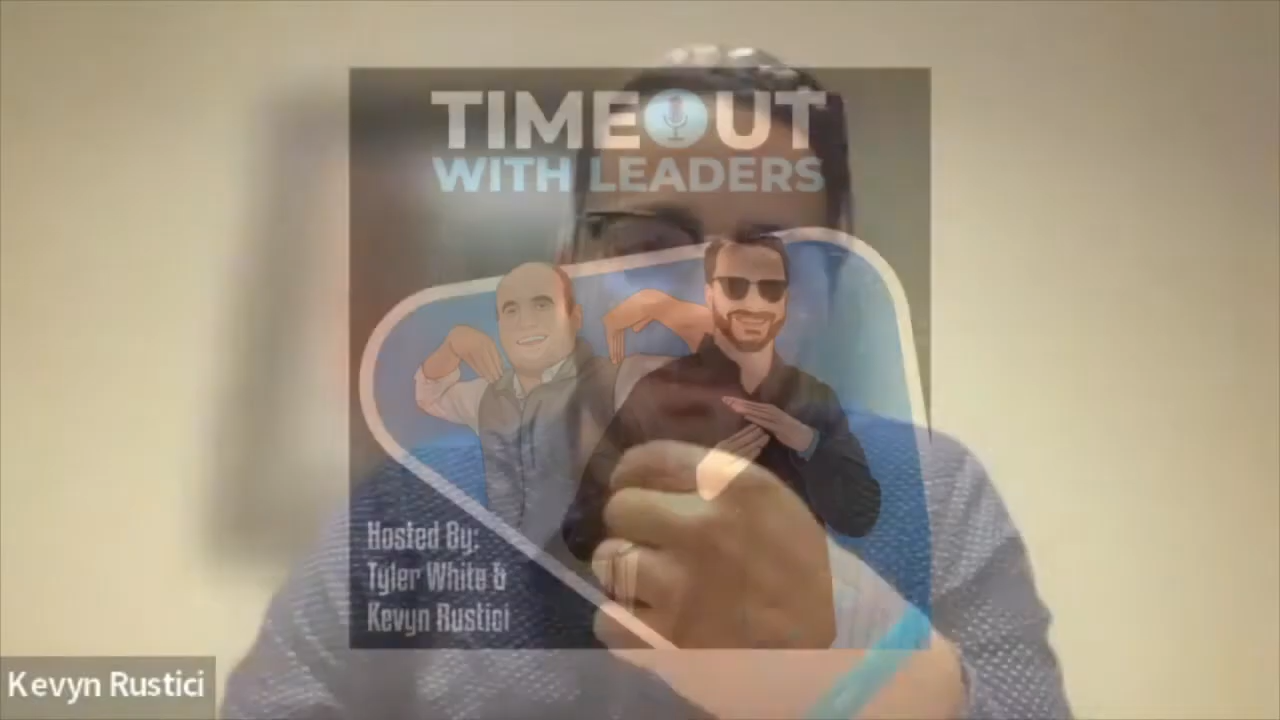 TIMEOUT
WITH LEADERS
Hosted By:
Tyler White &
Kevyn Rustici
Kevyn Rustici